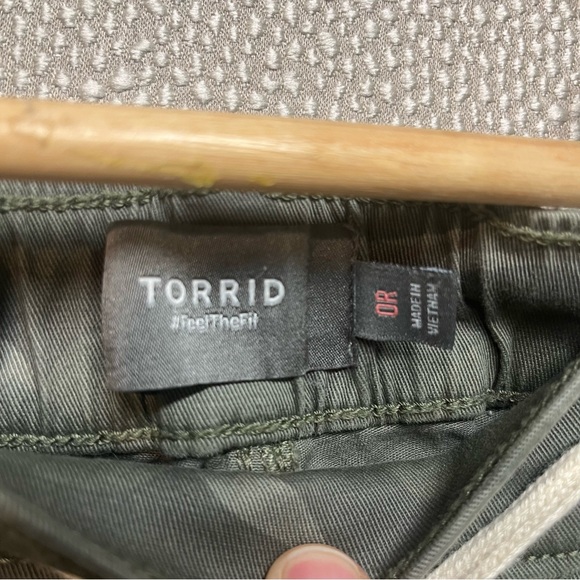 TORRID
#FeelTheFit
0R
MADE IN
VIETNAM